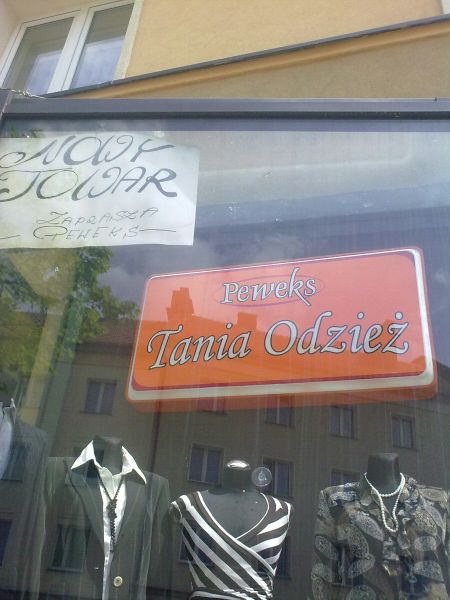 NOWY
TOWAR
ZAPRASZA
— PEWEKS —
Peweks
Tania Odzież